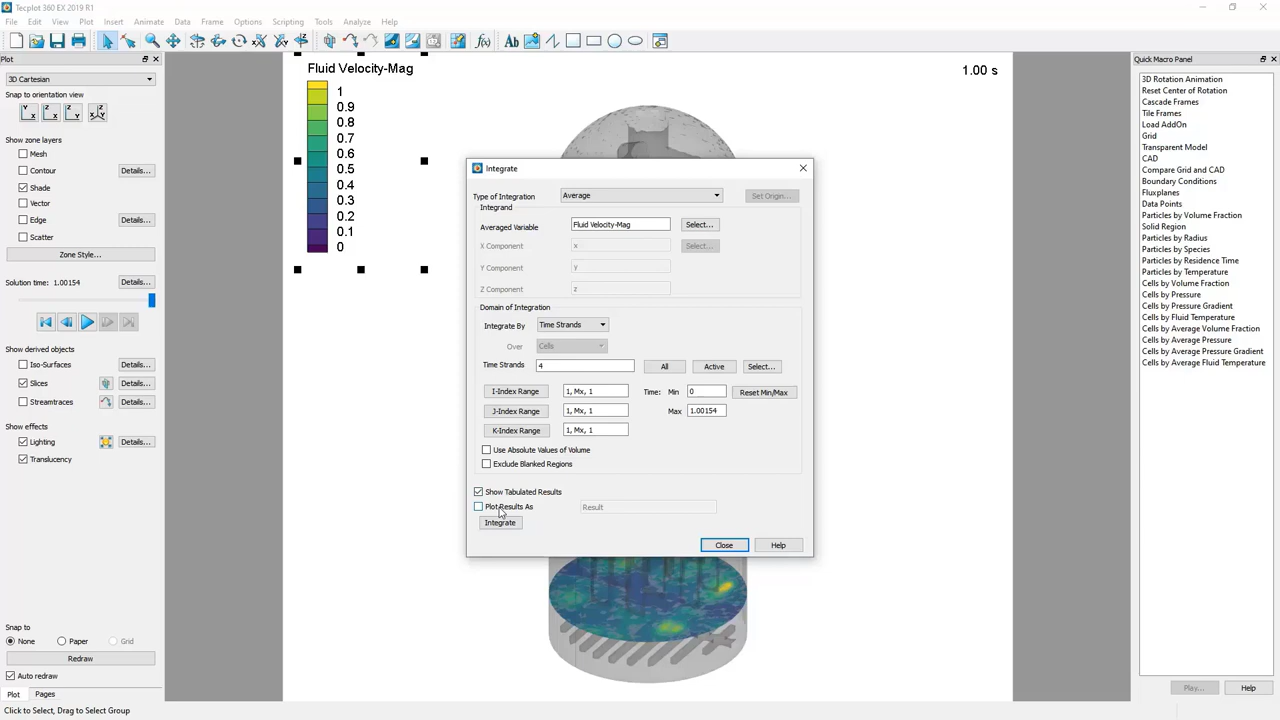 Tecplot 360 EX 2019 R1
File Edit View Plot Insert Animate Data Frame Options Scripting Tools Analyze Help
Plot
3D Cartesian
Snap to orientation view
Show zone layers
Mesh
Contour Details...
Shade
Vector
Edge Details...
Scatter
Zone Style...
Solution time: 1.00154 Details...
Show derived objects
Iso-Surfaces Details...
Slices Details...
Streamtraces Details...
Show effects
Lighting Details...
Translucency
Snap to
None Paper Grid
Redraw
Auto redraw
Plot Pages
Click to Select, Drag to Select Group
Fluid Velocity-Mag
1
0.9
0.8
0.7
0.6
0.5
0.4
0.3
0.2
0.1
0
1.00 s
Integrate
Type of Integration Average Set Origin...
Integrand
Averaged Variable Fluid Velocity-Mag Select...
X Component x Select...
Y Component y
Z Component z
Domain of Integration
Integrate By Time Strands
Over Cells
Time Strands 4 All Active Select...
I-Index Range 1, Mx, 1 Time: Min 0 Reset Min/Max
J-Index Range 1, Mx, 1 Max 1.00154
K-Index Range 1, Mx, 1
Use Absolute Values of Volume
Exclude Blanked Regions
Show Tabulated Results
Plot Results As Result
Integrate
Close Help
Quick Macro Panel
3D Rotation Animation
Reset Center of Rotation
Cascade Frames
Tile Frames
Load AddOn
Grid
Transparent Model
CAD
Compare Grid and CAD
Boundary Conditions
Fluxplanes
Data Points
Particles by Volume Fraction
Solid Region
Particles by Radius
Particles by Species
Particles by Residence Time
Particles by Temperature
Cells by Volume Fraction
Cells by Pressure
Cells by Pressure Gradient
Cells by Fluid Temperature
Cells by Average Volume Fraction
Cells by Average Pressure
Cells by Average Pressure Gradient
Cells by Average Fluid Temperature
Play... Help